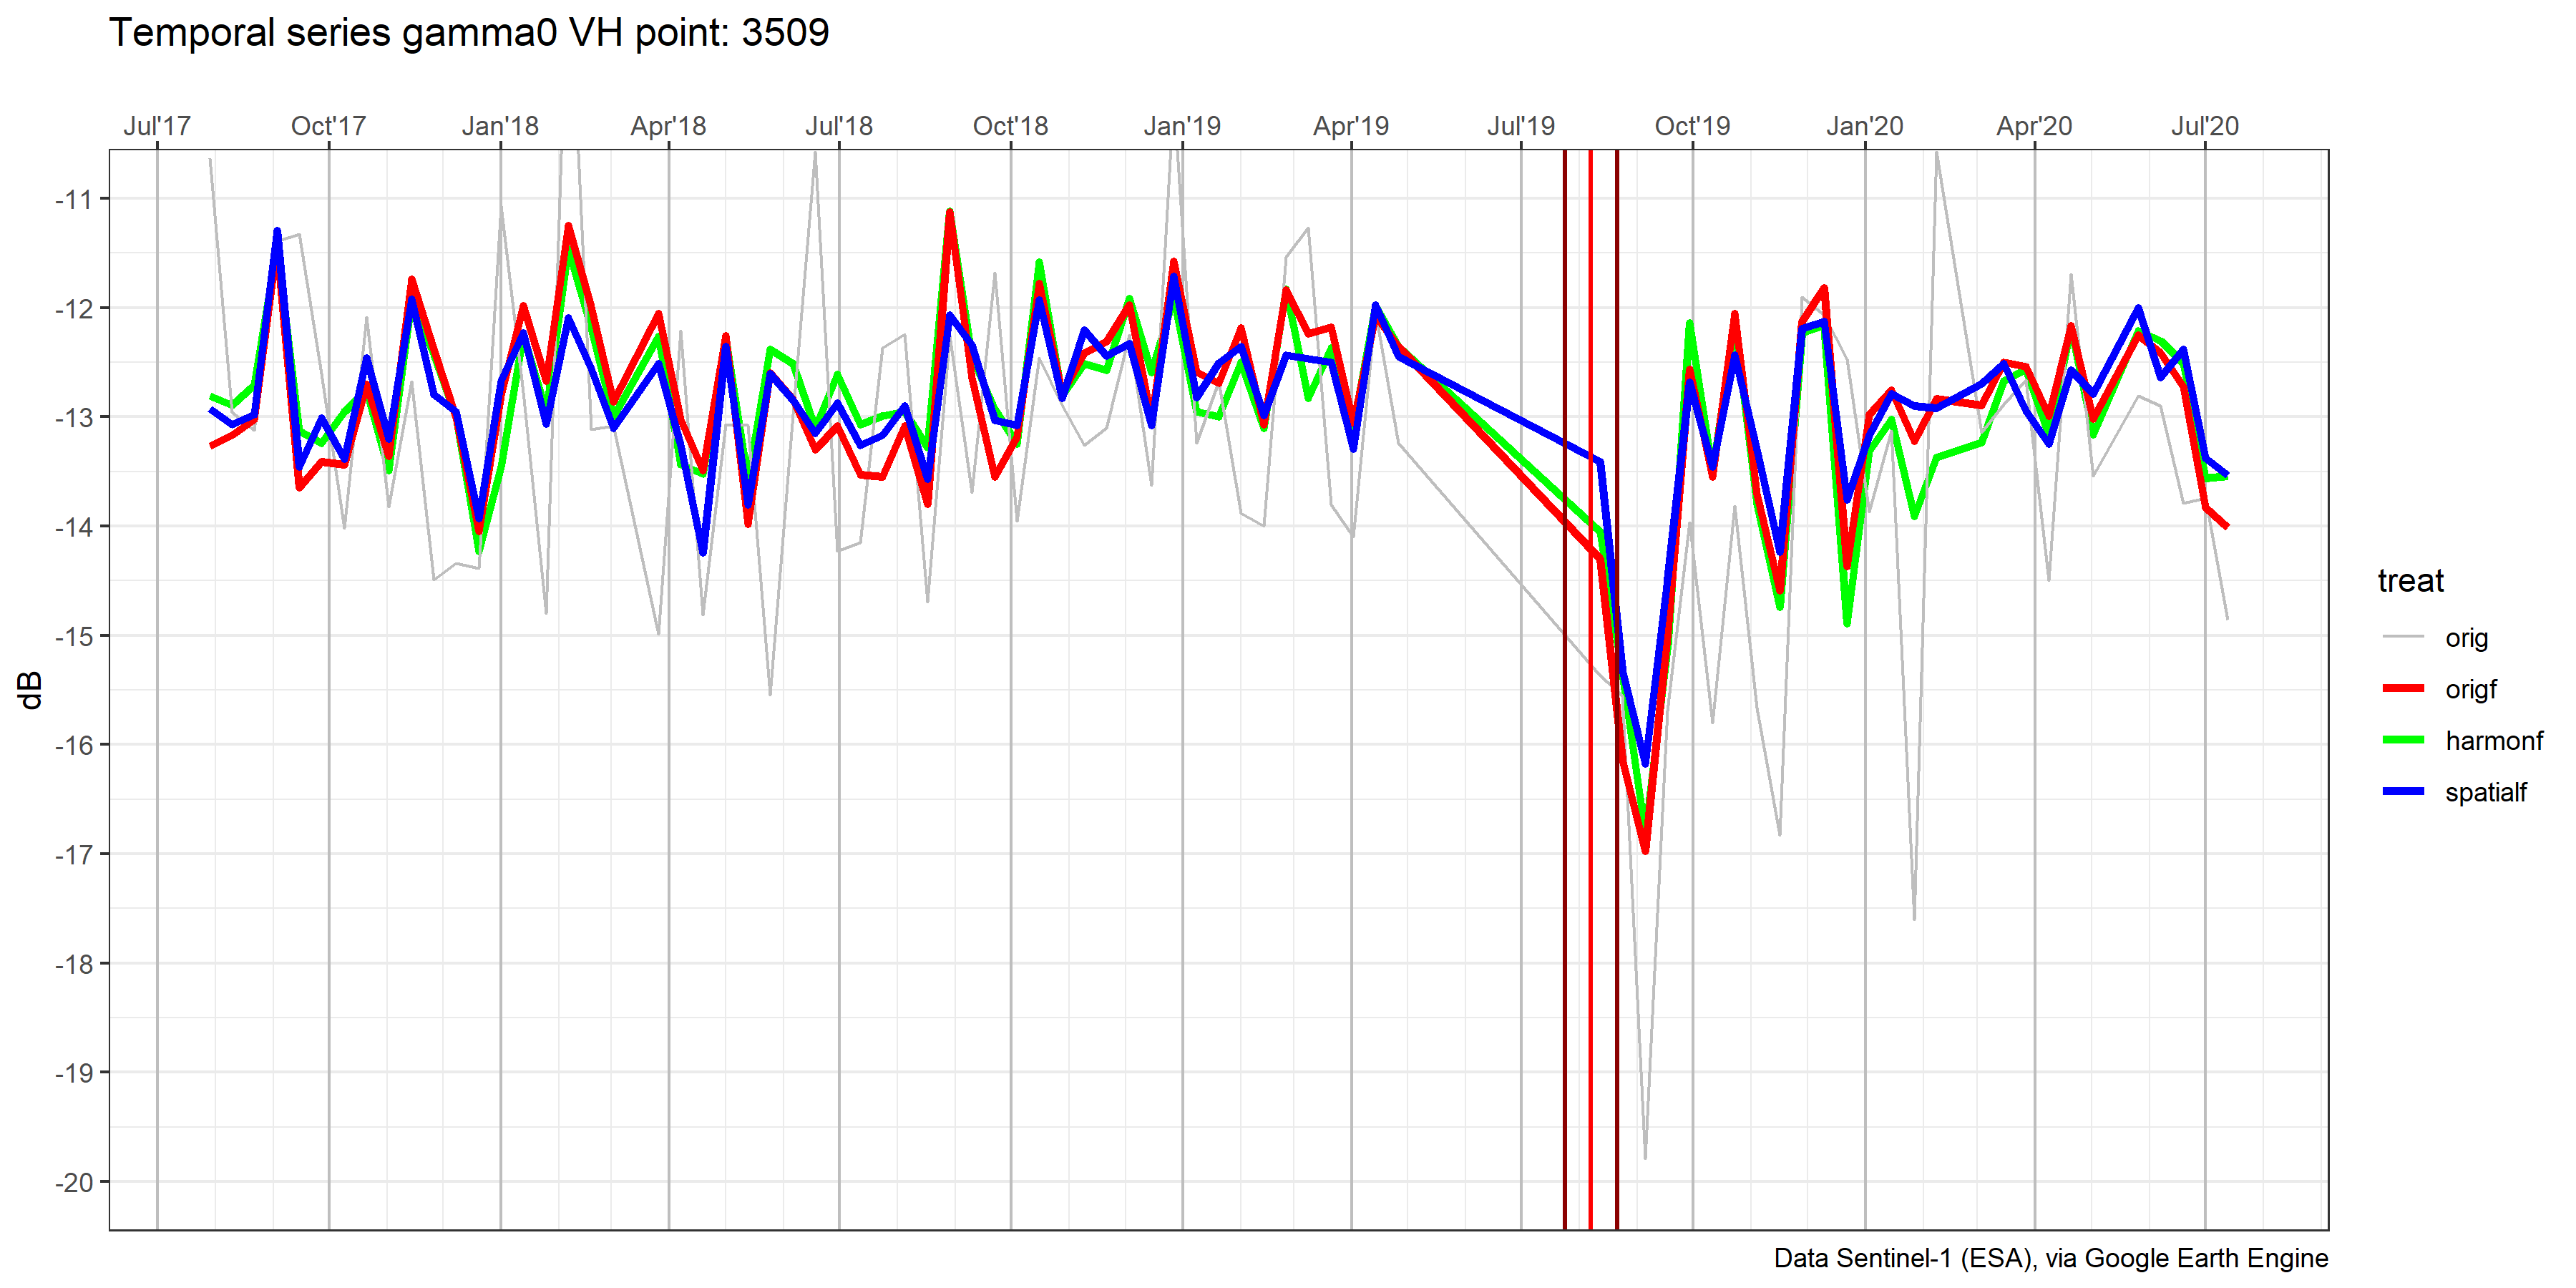 Temporal series gamma0 VH point: 3509
Jul'17 Oct'17 Jan'18 Apr'18 Jul'18 Oct'18 Jan'19 Apr'19 Jul'19 Oct'19 Jan'20 Apr'20 Jul'20
-11
-12
-13
-14
-15
-16
-17
-18
-19
-20
dB
treat
orig
origf
harmonf
spatialf
Data Sentinel-1 (ESA), via Google Earth Engine